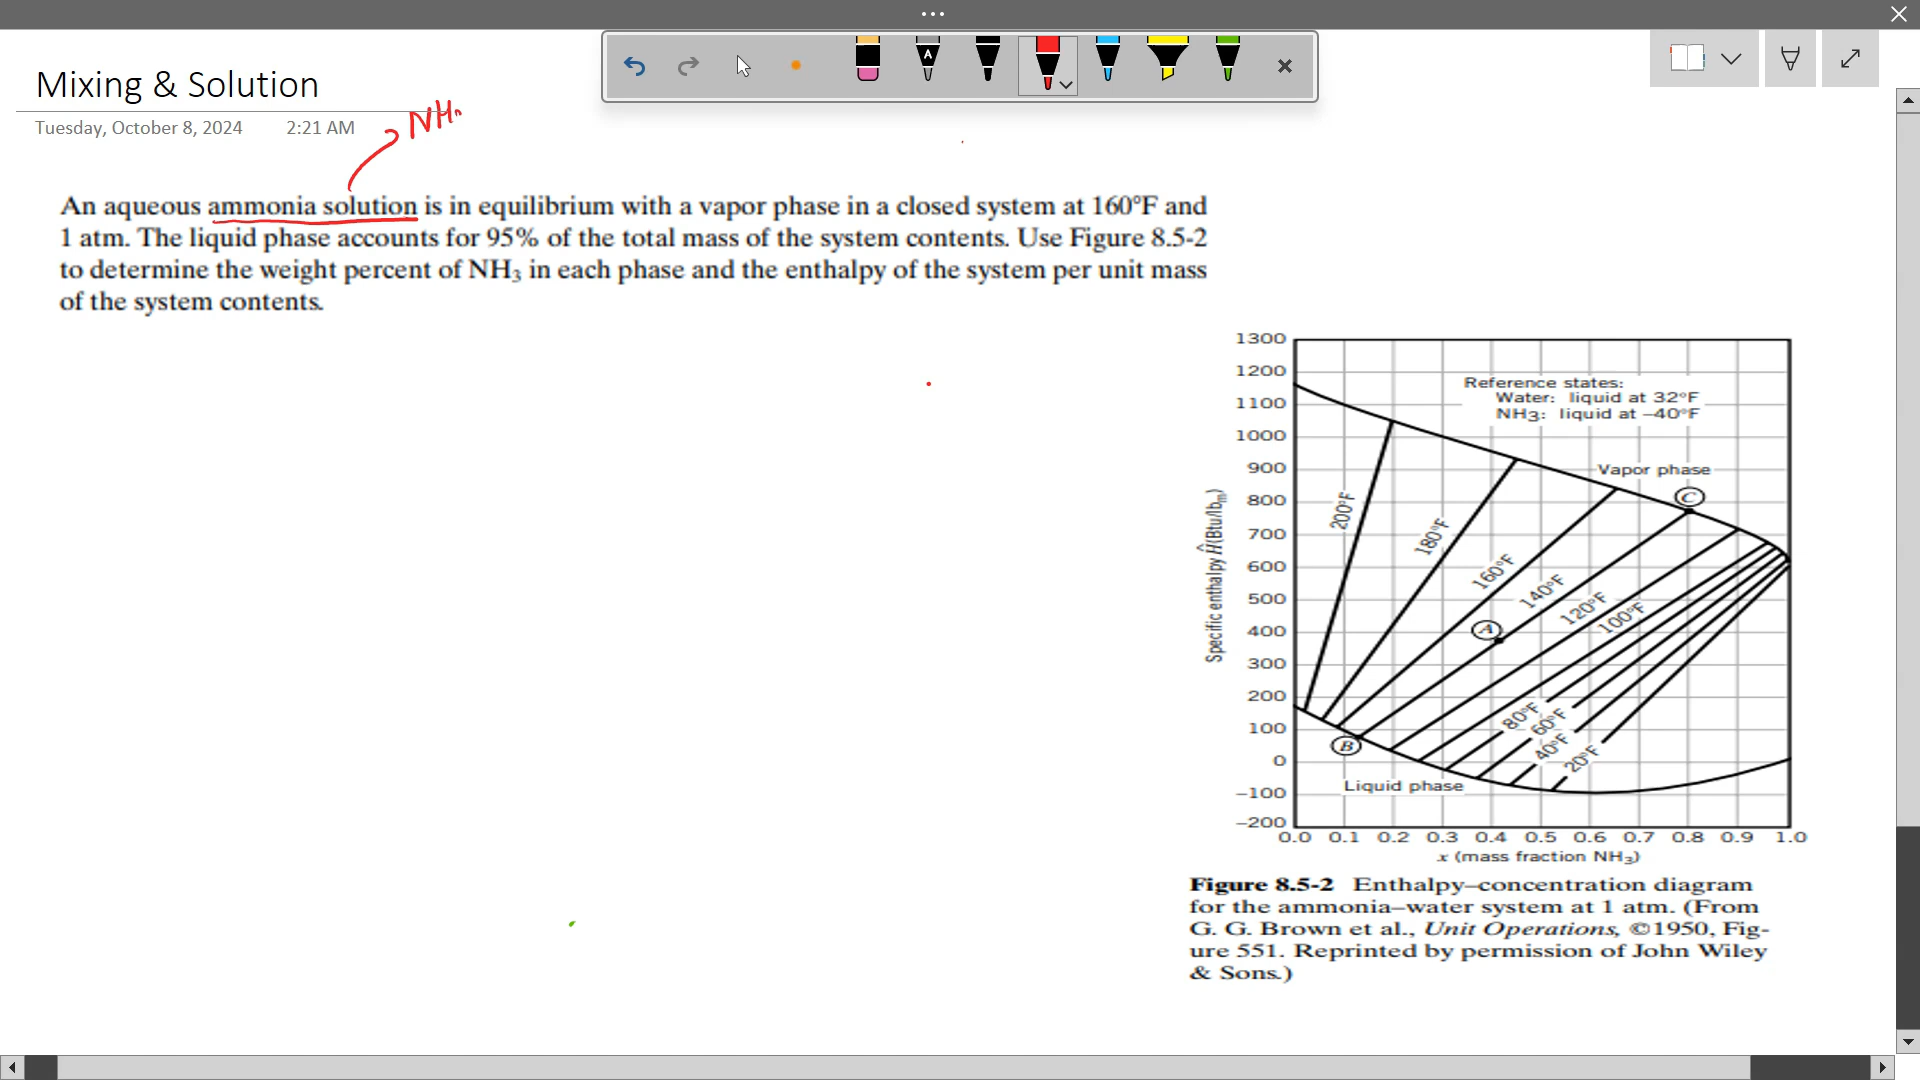 Mixing & Solution
Tuesday, October 8, 2024 2:21 AM
NH
An aqueous ammonia solution is in equilibrium with a vapor phase in a closed system at 160°F and
1 atm. The liquid phase accounts for 95% of the total mass of the system contents. Use Figure 8.5-2
to determine the weight percent of NH₃ in each phase and the enthalpy of the system per unit mass
of the system contents.
1300
1200
1100
1000
900
800
700
600
500
400
300
200
100
0
−100
−200
Specific enthalpy Ĥ(Btu/lbₘ)
Reference states:
Water: liquid at 32°F
NH₃: liquid at −40°F
Vapor phase
C
200°F
180°F
160°F
140°F
120°F
100°F
A
80°F
60°F
40°F
20°F
B
Liquid phase
0.0 0.1 0.2 0.3 0.4 0.5 0.6 0.7 0.8 0.9 1.0
x (mass fraction NH₃)
Figure 8.5-2 Enthalpy–concentration diagram
for the ammonia–water system at 1 atm. (From
G. G. Brown et al., Unit Operations, ©1950, Fig-
ure 551. Reprinted by permission of John Wiley
& Sons.)